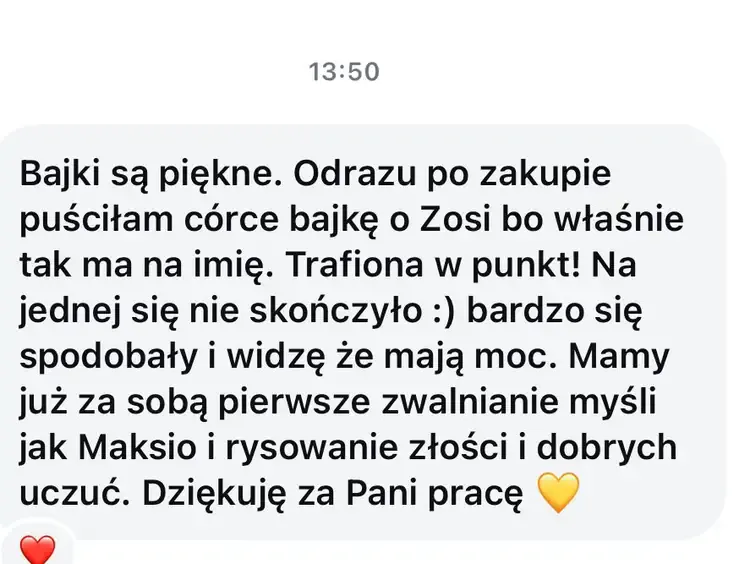 13:50
Bajki są piękne. Odrazu po zakupie
puściłam córce bajkę o Zosi bo właśnie
tak ma na imię. Trafiona w punkt! Na
jednej się nie skończyło :) bardzo się
spodobały i widzę że mają moc. Mamy
już za sobą pierwsze zwalnianie myśli
jak Maksio i rysowanie złości i dobrych
uczuć. Dziękuję za Pani pracę 💛
❤️